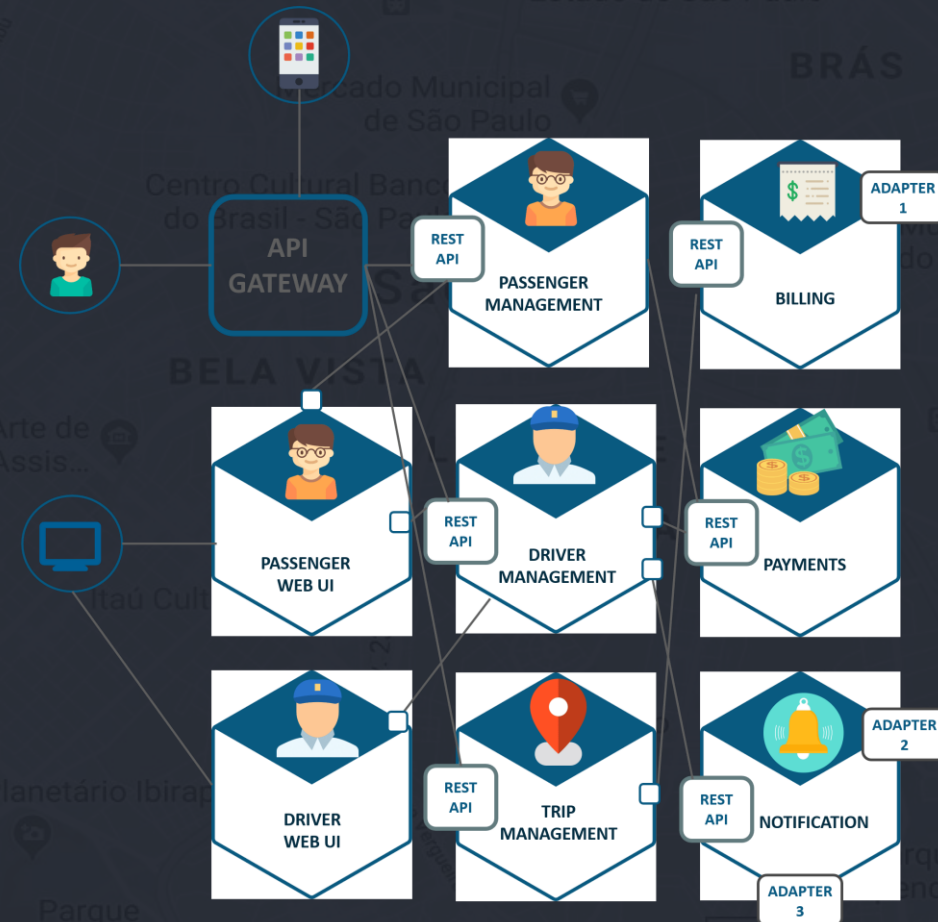 Mercado Municipal
de São Paulo
BRÁS
Centro Cultural Banco
do Brasil - São Pau
API
GATEWAY
REST
API
PASSENGER
MANAGEMENT
REST
API
BILLING
ADAPTER
1
BELA VISTA
Arte de
Assis...
PASSENGER
WEB UI
REST
API
DRIVER
MANAGEMENT
REST
API
PAYMENTS
Itaú Cult
DRIVER
WEB UI
REST
API
TRIP
MANAGEMENT
REST
API
NOTIFICATION
ADAPTER
2
ADAPTER
3
lanetário Ibirap
Parque